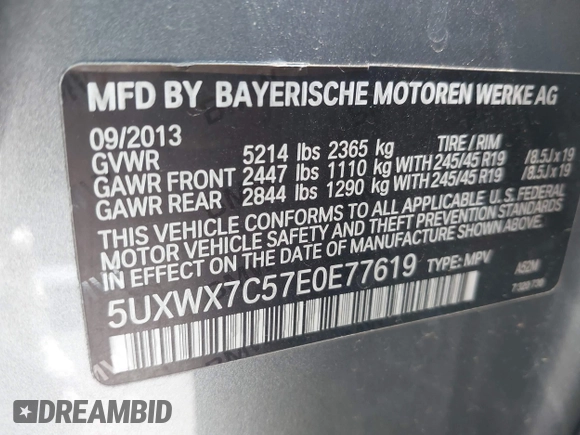 MFD BY BAYERISCHE MOTOREN WERKE AG
09/2013 TIRE / RIM
GVWR 5214 lbs 2365 kg
GAWR FRONT 2447 lbs 1110 kg WITH 245/45 R19 /8.5J x 19
GAWR REAR 2844 lbs 1290 kg WITH 245/45 R19 /8.5J x 19
THIS VEHICLE CONFORMS TO ALL APPLICABLE U.S. FEDERAL
MOTOR VEHICLE SAFETY AND THEFT PREVENTION STANDARDS
IN EFFECT ON THE DATE OF MANUFACTURE SHOWN ABOVE.
5UXWX7C57E0E77619 TYPE: MPV A52M
DREAMBID